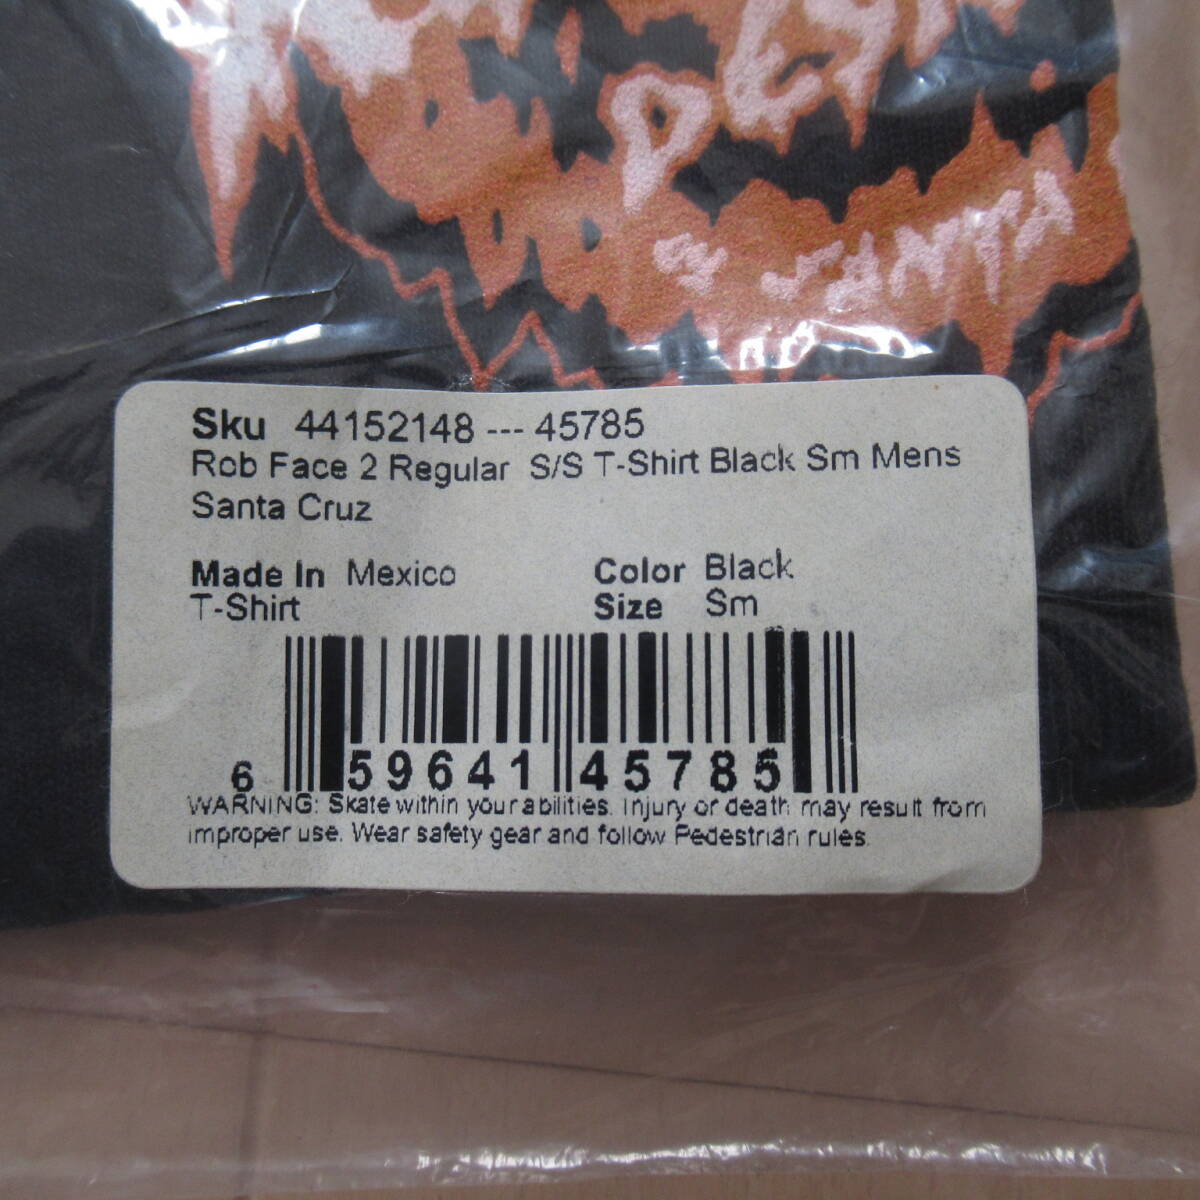 SANTA
Sku 44152148 --- 45785
Rob Face 2 Regular S/S T-Shirt Black Sm Mens
Santa Cruz
Made In Mexico
Color Black
T-Shirt
Size Sm
6 59641 45785
WARNING: Skate within your abilities. Injury or death may result from
improper use. Wear safety gear and follow Pedestrian rules.